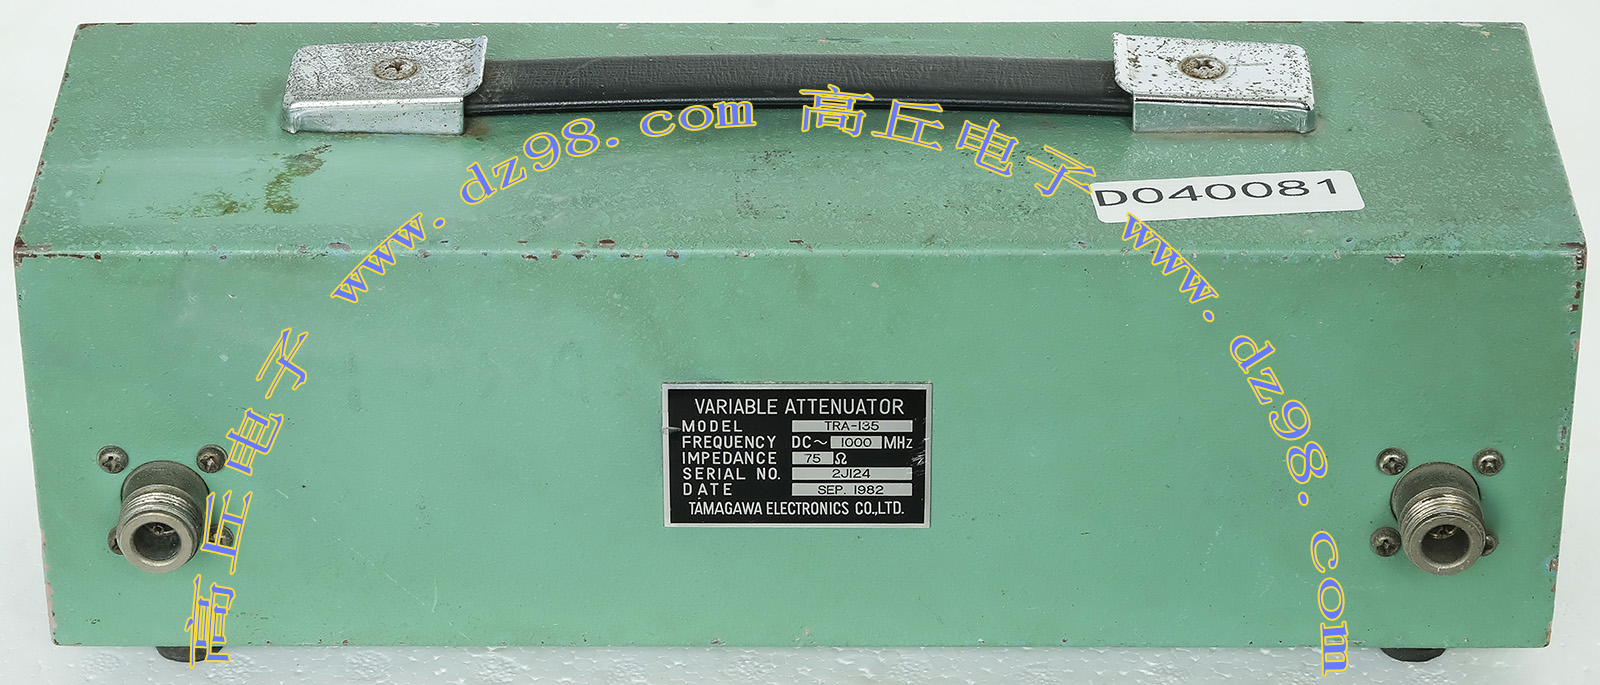 www.dz98.com 高丘电子 www.dz98.com
高丘电子
D040081
VARIABLE ATTENUATOR
MODEL TRA-135
FREQUENCY DC~ 1000 MHz
IMPEDANCE 75 Ω
SERIAL NO. 2J124
DATE SEP. 1982
TAMAGAWA ELECTRONICS CO.,LTD.